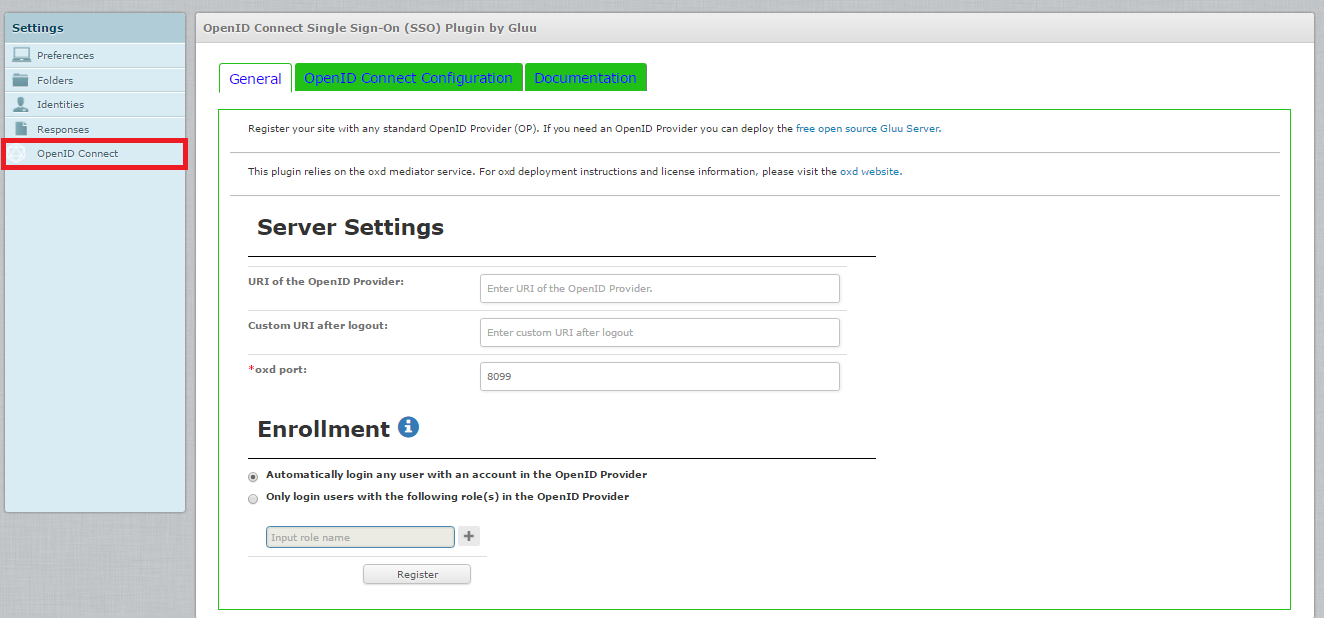 Settings
Preferences
Folders
Identities
Responses
OpenID Connect
OpenID Connect Single Sign-On (SSO) Plugin by Gluu
General OpenID Connect Configuration Documentation
Register your site with any standard OpenID Provider (OP). If you need an OpenID Provider you can deploy the free open source Gluu Server.
This plugin relies on the oxd mediator service. For oxd deployment instructions and license information, please visit the oxd website.
Server Settings
URI of the OpenID Provider: Enter URI of the OpenID Provider.
Custom URI after logout: Enter custom URI after logout
*oxd port: 8099
Enrollment
Automatically login any user with an account in the OpenID Provider
Only login users with the following role(s) in the OpenID Provider
Input role name
Register